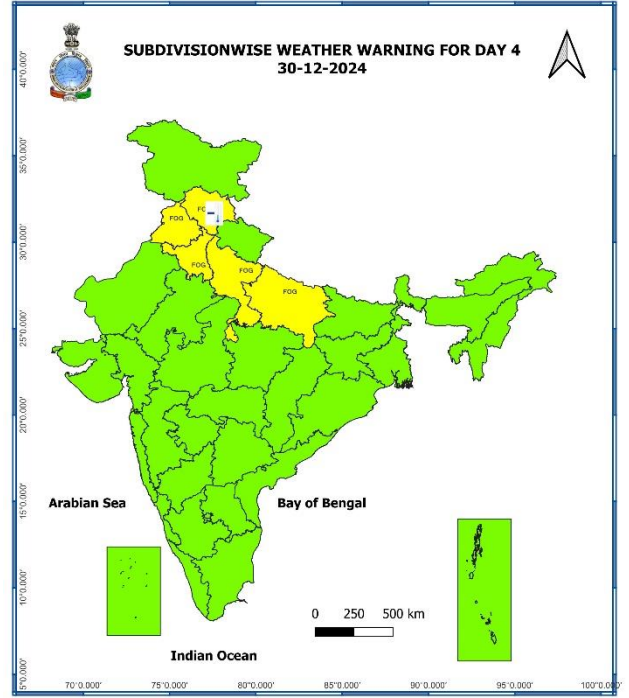 SUBDIVISIONWISE WEATHER WARNING FOR DAY 4
30-12-2024
40°0.000'
35°0.000'
30°0.000'
25°0.000'
20°0.000'
15°0.000'
10°0.000'
5°0.000'
FOG
FOG
FOG
FOG
Arabian Sea
Bay of Bengal
0 250 500 km
Indian Ocean
70°0.000' 75°0.000' 80°0.000' 85°0.000' 90°0.000' 95°0.000' 100°0.000'